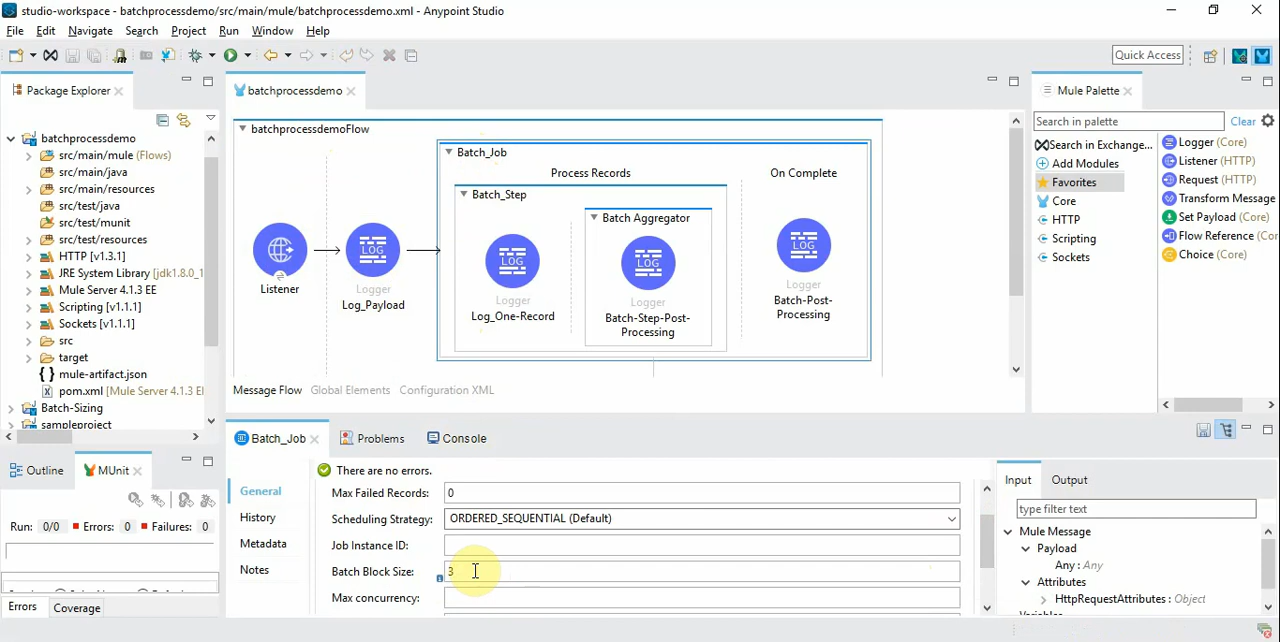 studio-workspace - batchprocessdemo/src/main/mule/batchprocessdemo.xml - Anypoint Studio
File Edit Navigate Search Project Run Window Help
Quick Access
Package Explorer
batchprocessdemo
src/main/mule (Flows)
src/main/java
src/main/resources
src/test/java
src/test/munit
src/test/resources
HTTP [v1.3.1]
JRE System Library [jdk1.8.0_1
Mule Server 4.1.3 EE
Scripting [v1.1.1]
Sockets [v1.1.1]
src
target
mule-artifact.json
pom.xml [Mule Server 4.1.3 E
Batch-Sizing
sampleproject
batchprocessdemo
batchprocessdemoFlow
Batch_Job
Process Records
On Complete
Batch_Step
Batch Aggregator
LOG
LOG
LOG
LOG
Listener
Logger
Log_Payload
Logger
Log_One-Record
Logger
Batch-Step-Post-
Processing
Logger
Batch-Post-
Processing
Message Flow Global Elements Configuration XML
Mule Palette
Search in palette
Clear
Search in Exchange...
Add Modules
Favorites
Core
HTTP
Scripting
Sockets
Logger (Core)
Listener (HTTP)
Request (HTTP)
Transform Message
Set Payload (Core)
Flow Reference (Cor
Choice (Core)
Outline
MUnit
Run: 0/0 Errors: 0 Failures: 0
Errors Coverage
Batch_Job Problems Console
There are no errors.
General
History
Metadata
Notes
Max Failed Records: 0
Scheduling Strategy: ORDERED_SEQUENTIAL (Default)
Job Instance ID:
Batch Block Size: 3
Max concurrency:
Input Output
type filter text
Mule Message
Payload
Any : Any
Attributes
HttpRequestAttributes : Object